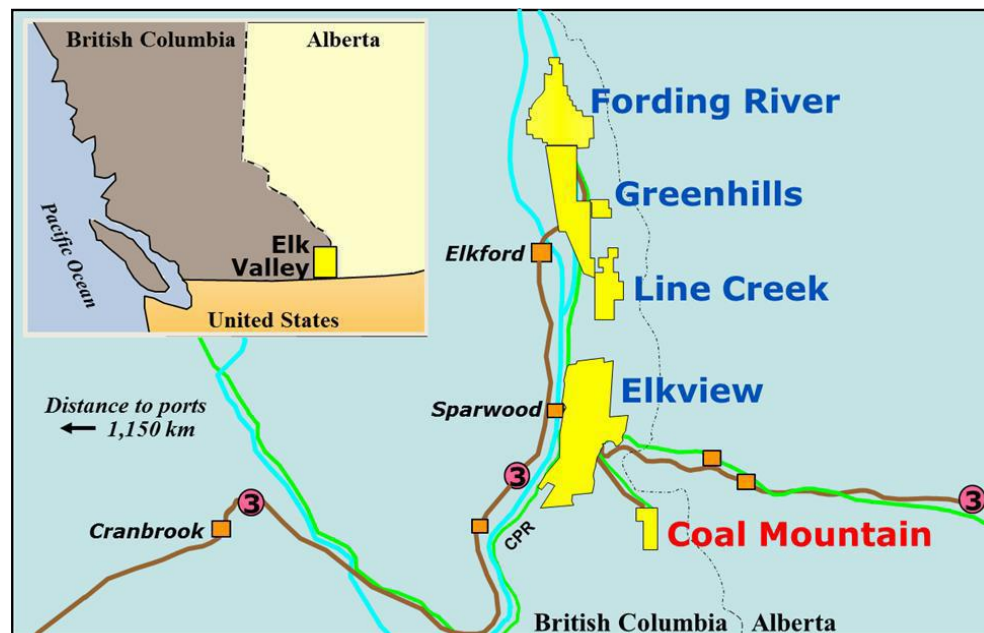 British Columbia
Alberta
Pacific Ocean
Elk
Valley
United States
Fording River
Greenhills
Elkford
Line Creek
Elkview
Distance to ports
1,150 km
Sparwood
3
3
3
Cranbrook
CPR
Coal Mountain
British Columbia
Alberta